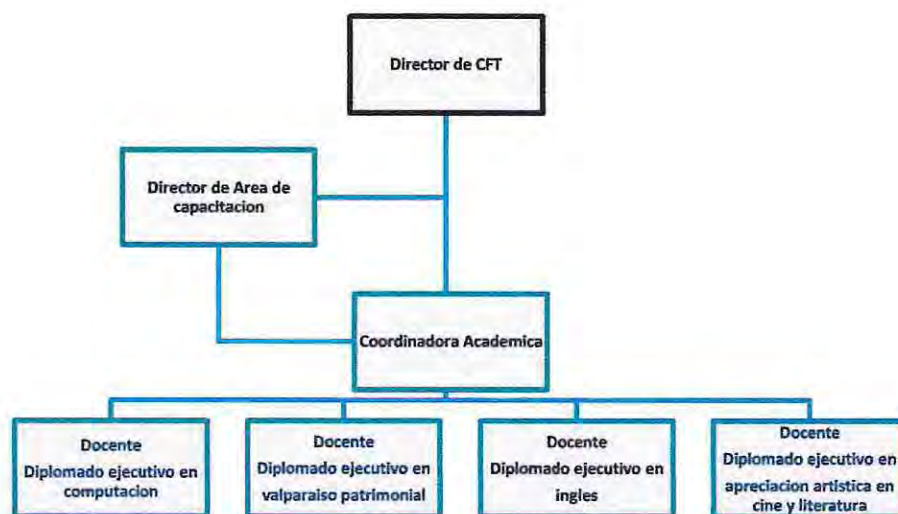 Director de CFT
Director de Area de
capacitacion
Coordinadora Academica
Docente
Diplomado ejecutivo en
computacion
Docente
Diplomado ejecutivo en
valparaiso patrimonial
Docente
Diplomado ejecutivo en
ingles
Docente
Diplomado ejecutivo en
apreciacion artistica en
cine y literatura